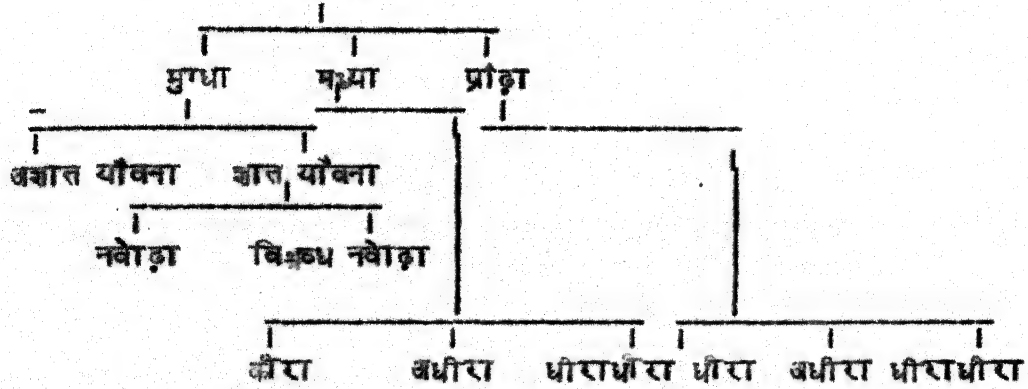 मुग्धा मध्या प्रौढ़ा
अज्ञात यौवना ज्ञात यौवना
नवोढ़ा विश्रब्ध नवोढ़ा
धीरा अधीरा धीराधीरा धीरा अधीरा धीराधीरा